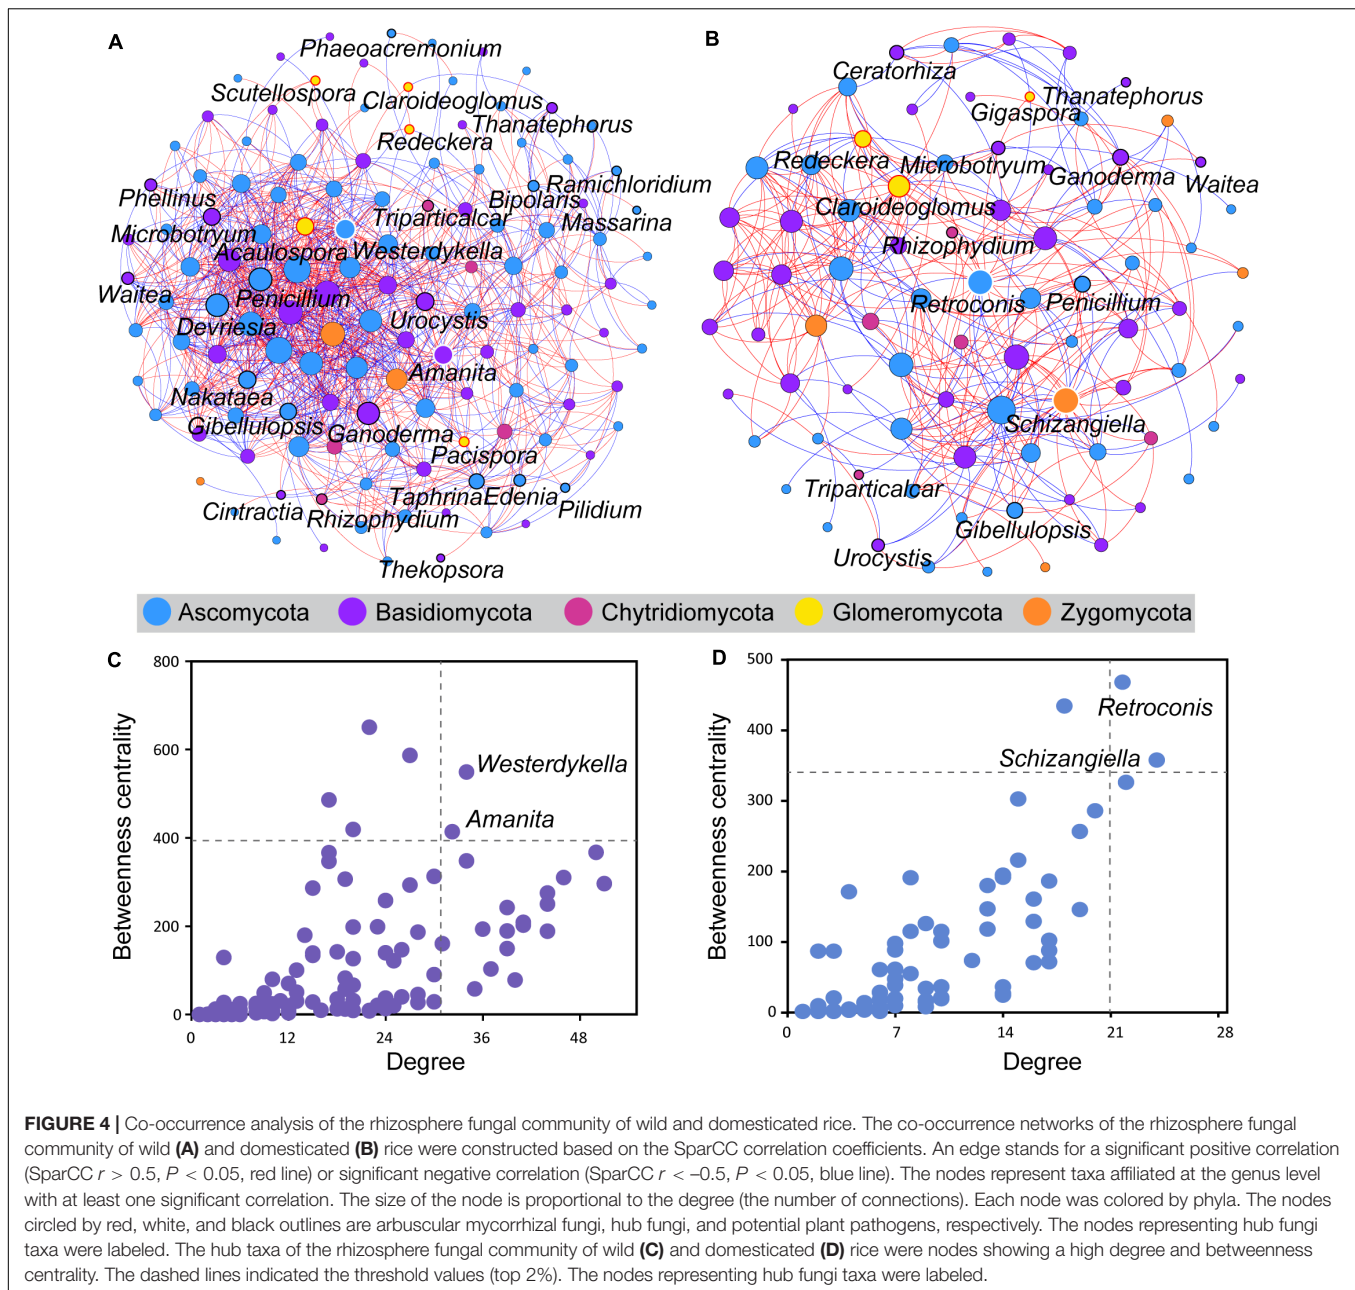 A
Phaeoacremonium
Scutellospora
Claroideoglomus
Thanatephorus
Redeckera
Phellinus
Bipolaris
Ramichloridium
Triparticalcar
Massarina
Microbotryum
Acaulospora
Westerdykella
Waitea
Penicillium
Devriesia
Urocystis
Amanita
Nakataea
Gibellulopsis
Ganoderma
Pacispora
Taphrina
Edenia
Pilidium
Cintractia
Rhizophydium
Thekopsora
B
Ceratorhiza
Thanatephorus
Gigaspora
Redeckera
Microbotryum
Ganoderma
Waitea
Claroideoglomus
Rhizophydium
Retroconis
Penicillium
Schizangiella
Triparticalcar
Gibellulopsis
Urocystis
Ascomycota
Basidiomycota
Chytridiomycota
Glomeromycota
Zygomycota
C
800
600
400
200
0
Betweenness centrality
Westerdykella
Amanita
0
12
24
36
48
Degree
D
500
400
300
200
100
0
Betweenness centrality
Retroconis
Schizangiella
0
7
14
21
28
Degree
FIGURE 4 | Co-occurrence analysis of the rhizosphere fungal community of wild and domesticated rice. The co-occurrence networks of the rhizosphere fungal
community of wild (A) and domesticated (B) rice were constructed based on the SparCC correlation coefficients. An edge stands for a significant positive correlation
(SparCC r > 0.5, P < 0.05, red line) or significant negative correlation (SparCC r < –0.5, P < 0.05, blue line). The nodes represent taxa affiliated at the genus level
with at least one significant correlation. The size of the node is proportional to the degree (the number of connections). Each node was colored by phyla. The nodes
circled by red, white, and black outlines are arbuscular mycorrhizal fungi, hub fungi, and potential plant pathogens, respectively. The nodes representing hub fungi
taxa were labeled. The hub taxa of the rhizosphere fungal community of wild (C) and domesticated (D) rice were nodes showing a high degree and betweenness
centrality. The dashed lines indicated the threshold values (top 2%). The nodes representing hub fungi taxa were labeled.